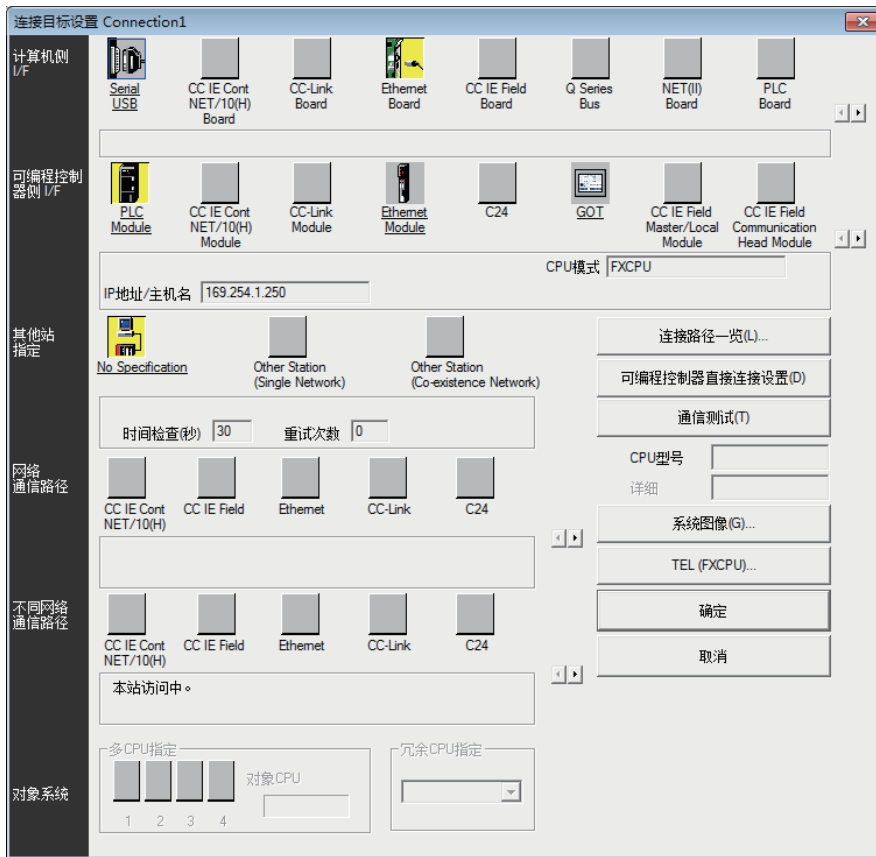 连接目标设置 Connection1
计算机侧
I/F
Serial
USB
CC IE Cont
NET/10(H)
Board
CC-Link
Board
Ethernet
Board
CC IE Field
Board
Q Series
Bus
NET(II)
Board
PLC
Board
可编程控制
器侧 I/F
PLC
Module
CC IE Cont
NET/10(H)
Module
CC-Link
Module
Ethernet
Module
C24
GOT
CC IE Field
Master/Local
Module
CC IE Field
Communication
Head Module
CPU模式 FXCPU
IP地址/主机名 169.254.1.250
其他站
指定
No Specification
Other Station
(Single Network)
Other Station
(Co-existence Network)
连接路径一览(L)...
可编程控制器直接连接设置(D)
通信测试(T)
时间检查(秒) 30 重试次数 0
CPU型号
详细
网络
通信路径
CC IE Cont
NET/10(H)
CC IE Field
Ethernet
CC-Link
C24
系统图像(G)...
TEL (FXCPU)...
不同网络
通信路径
CC IE Cont
NET/10(H)
CC IE Field
Ethernet
CC-Link
C24
确定
取消
本站访问中。
对象系统
多CPU指定
对象CPU
1 2 3 4
冗余CPU指定